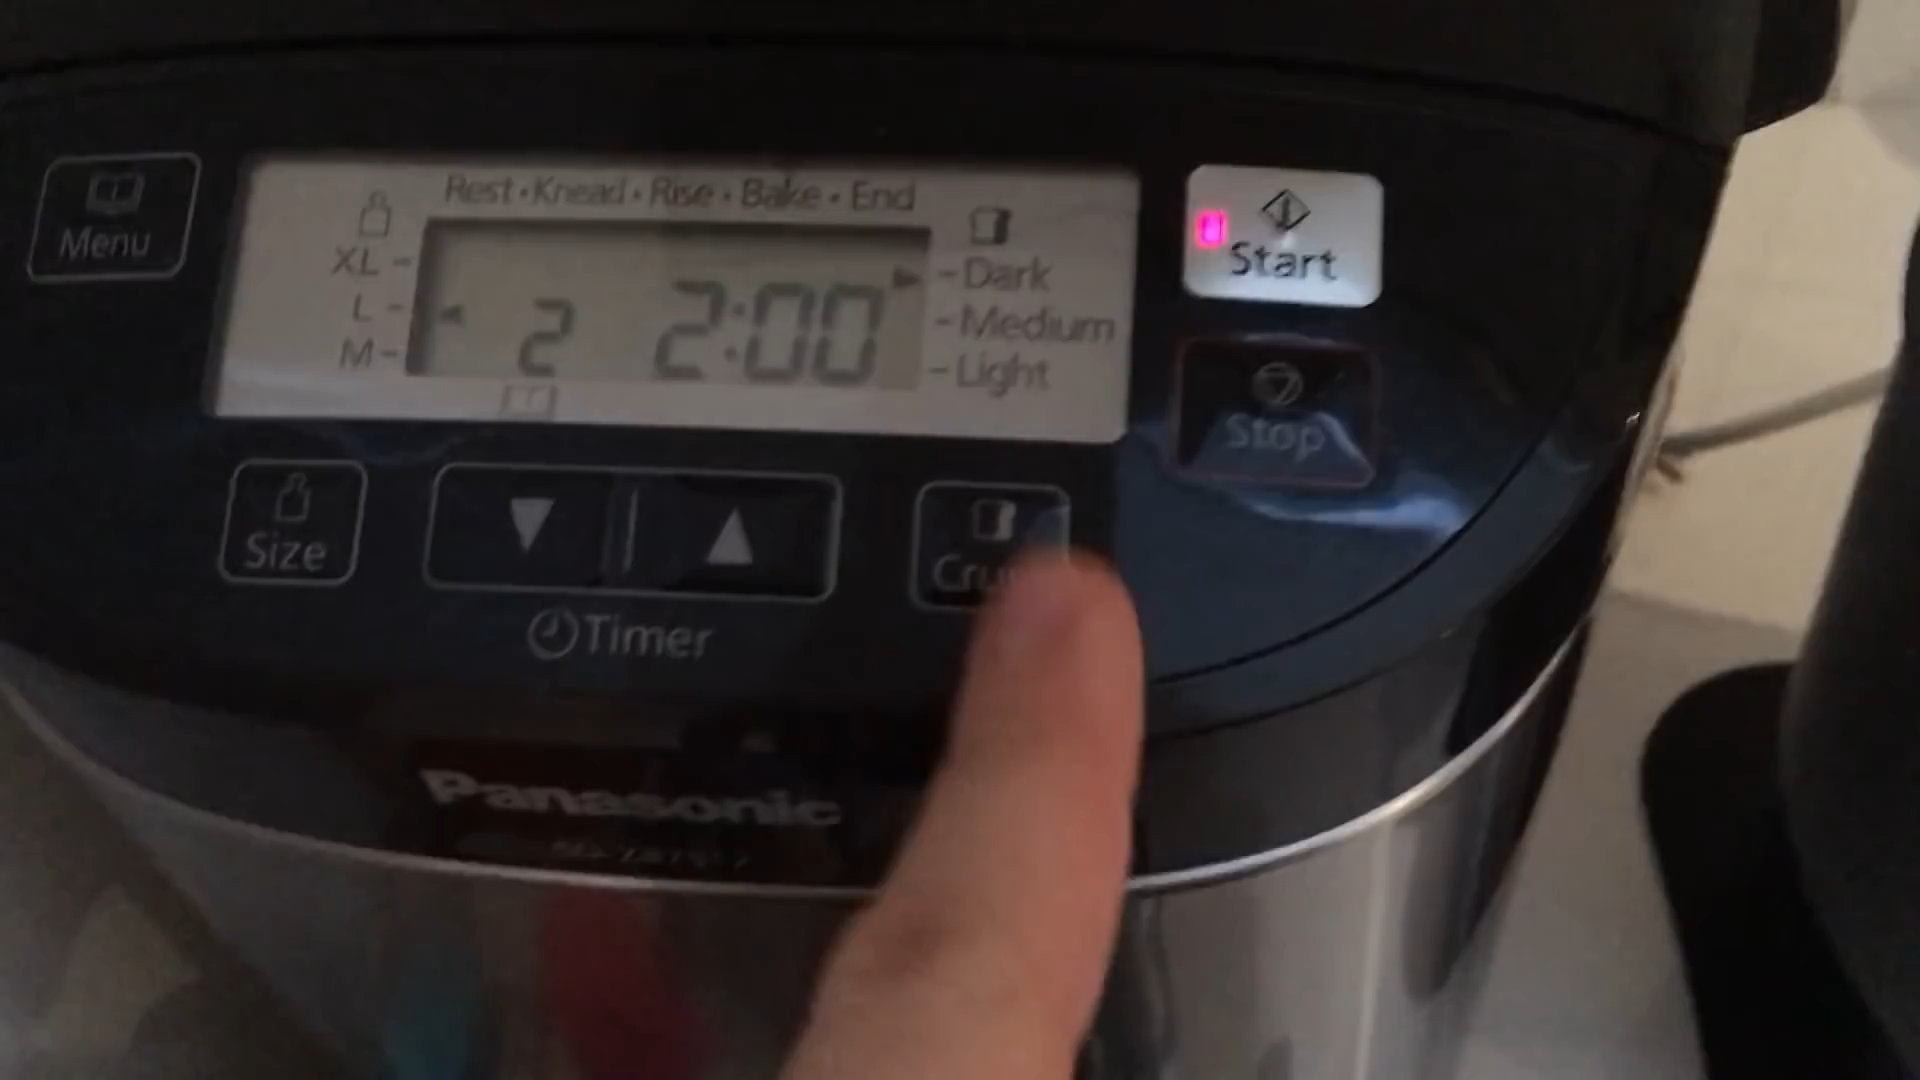 Menu
Rest • Knead • Rise • Bake • End
XL -
L -
M -
2 2:00
- Dark
- Medium
- Light
Start
Stop
Size
Timer
Panasonic